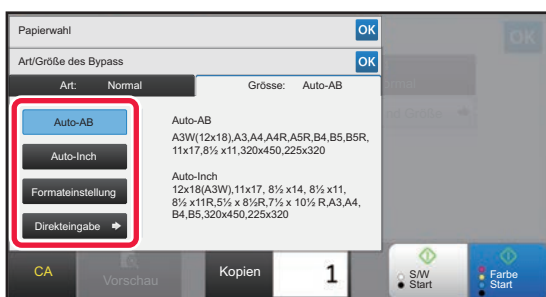 Papierwahl
OK
OK
Art/Größe des Bypass
OK
Art: Normal
Grösse: Auto-AB
Auto-AB
Auto-AB
A3W(12x18),A3,A4,A4R,A5R,B4,B5,B5R,
11x17,8½ x11,320x450,225x320
Auto-Inch
Auto-Inch
12x18(A3W),11x17, 8½ x14, 8½ x11,
8½ x11R,5½ x 8½R,7½ x 10½ R,A3,A4,
B4,B5,320x450,225x320
Formateinstellung
Direkteingabe
CA
Vorschau
Kopien
1
S/W
Start
Farbe
Start